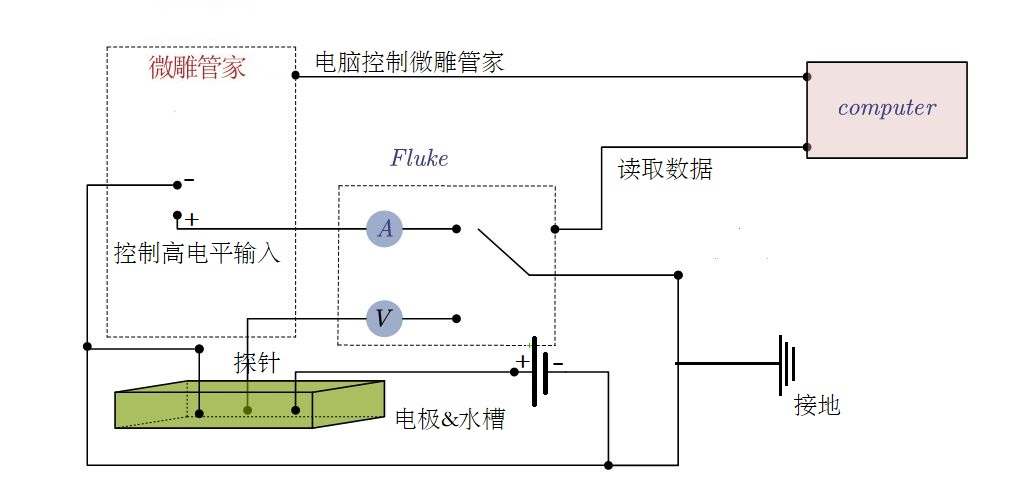 微雕管家
电脑控制微雕管家
computer
Fluke
读取数据
-
+
A
控制高电平输入
V
探针
+
-
电极&水槽
接地